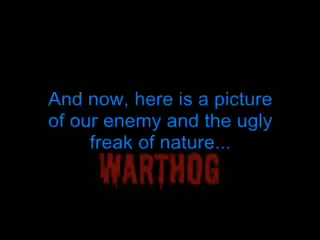 And now, here is a picture
of our enemy and the ugly
freak of nature...
WARTHOG